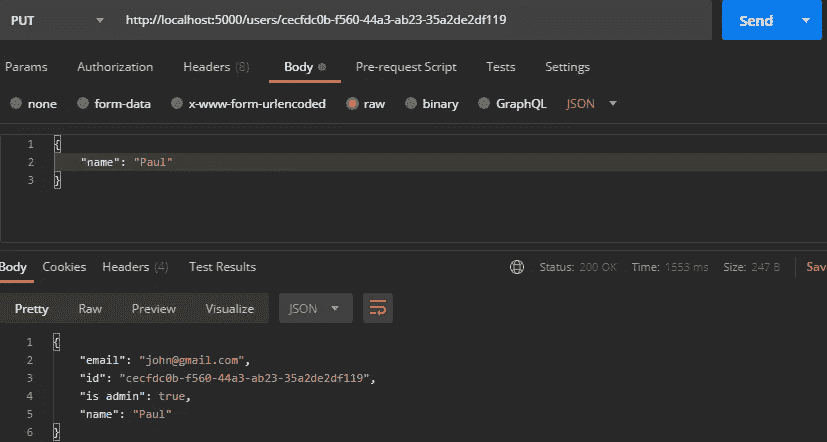 PUT http://localhost:5000/users/cecfdc0b-f560-44a3-ab23-35a2de2df119 Send
Params Authorization Headers (8) Body Pre-request Script Tests Settings
none form-data x-www-form-urlencoded raw binary GraphQL JSON
1 {
2 "name": "Paul"
3 }
Body Cookies Headers (4) Test Results Status: 200 OK Time: 1553 ms Size: 247 B Sav
Pretty Raw Preview Visualize JSON
1 {
2 "email": "john@gmail.com",
3 "id": "cecfdc0b-f560-44a3-ab23-35a2de2df119",
4 "is admin": true,
5 "name": "Paul"
6 }